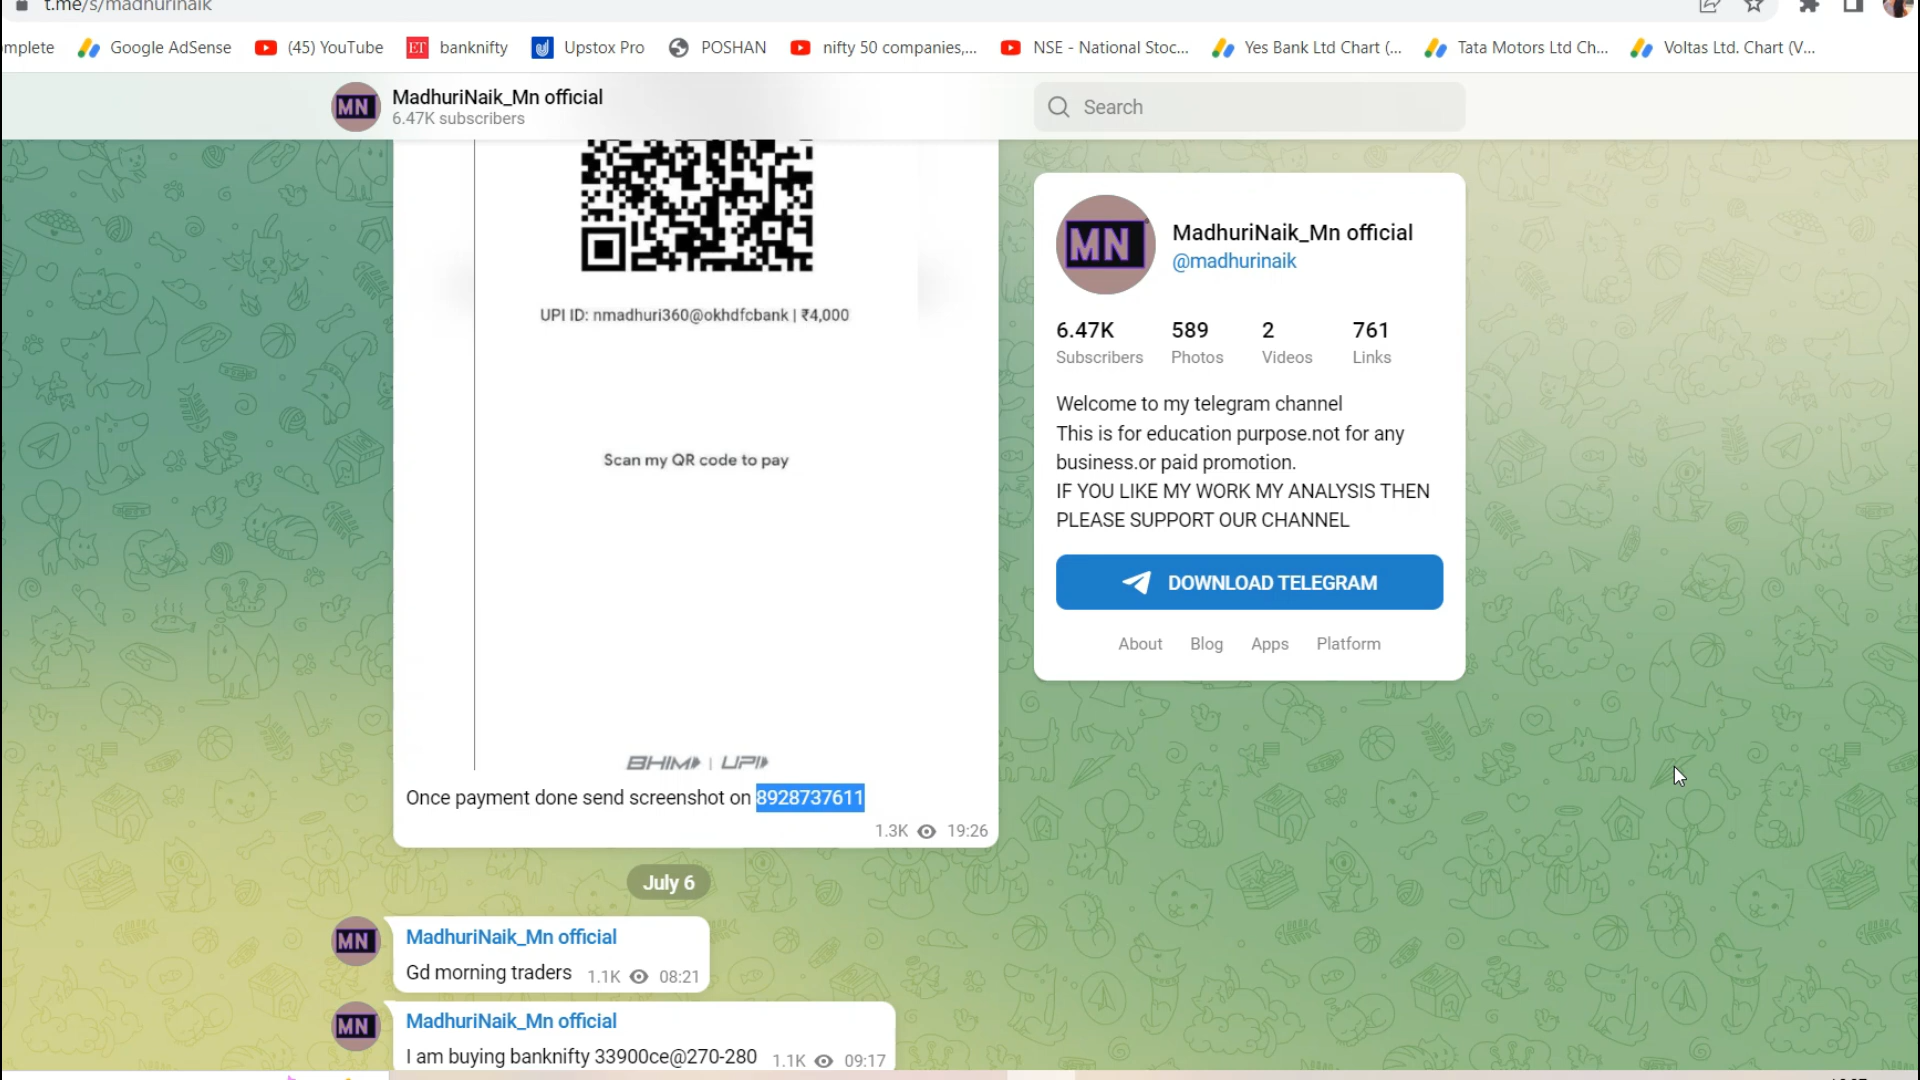 t.me/s/madhurinaik
mplete Google AdSense (45) YouTube ET banknifty Upstox Pro POSHAN nifty 50 companies,... NSE - National Stoc... Yes Bank Ltd Chart (... Tata Motors Ltd Ch... Voltas Ltd. Chart (V...
MN MadhuriNaik_Mn official
6.47K subscribers
Search
UPI ID: nmadhuri360@okhdfcbank | ₹4,000
Scan my QR code to pay
BHIM | UPI
Once payment done send screenshot on 8928737611
1.3K 19:26
July 6
MN MadhuriNaik_Mn official
Gd morning traders 1.1K 08:21
MN MadhuriNaik_Mn official
I am buying banknifty 33900ce@270-280 1.1K 09:17
MN MadhuriNaik_Mn official
@madhurinaik
6.47K 589 2 761
Subscribers Photos Videos Links
Welcome to my telegram channel
This is for education purpose.not for any
business.or paid promotion.
IF YOU LIKE MY WORK MY ANALYSIS THEN
PLEASE SUPPORT OUR CHANNEL
DOWNLOAD TELEGRAM
About Blog Apps Platform